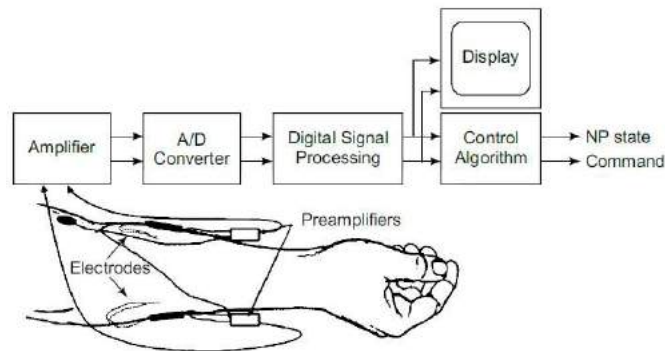 Display
Amplifier
A/D
Converter
Digital Signal
Processing
Control
Algorithm
NP state
Command
Preamplifiers
Electrodes